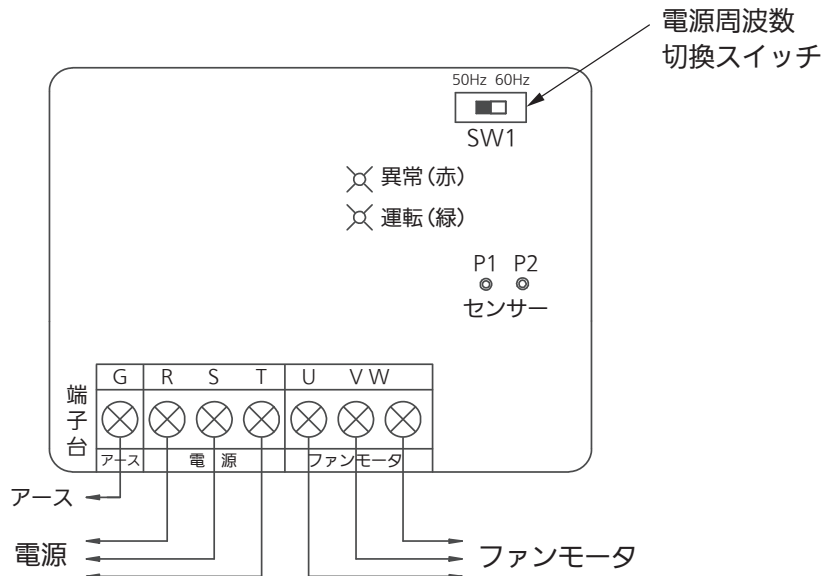 電源周波数
切換スイッチ
50Hz 60Hz
SW1
異常(赤)
運転(緑)
P1 P2
センサー
端子台
G R S T U V W
アース 電源 ファンモータ
アース
電源
ファンモータ